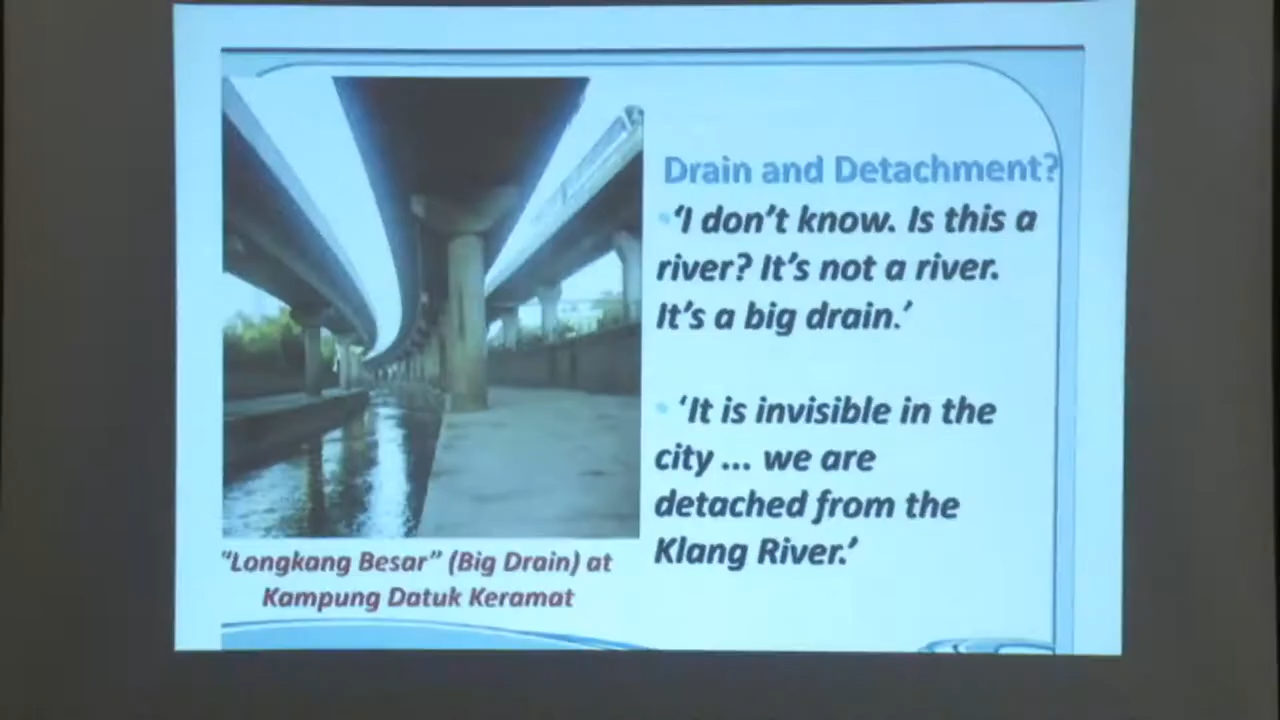 Drain and Detachment?
•‘I don’t know. Is this a
river? It’s not a river.
It’s a big drain.’
• ‘It is invisible in the
city ... we are
detached from the
Klang River.’
“Longkang Besar” (Big Drain) at
Kampung Datuk Keramat